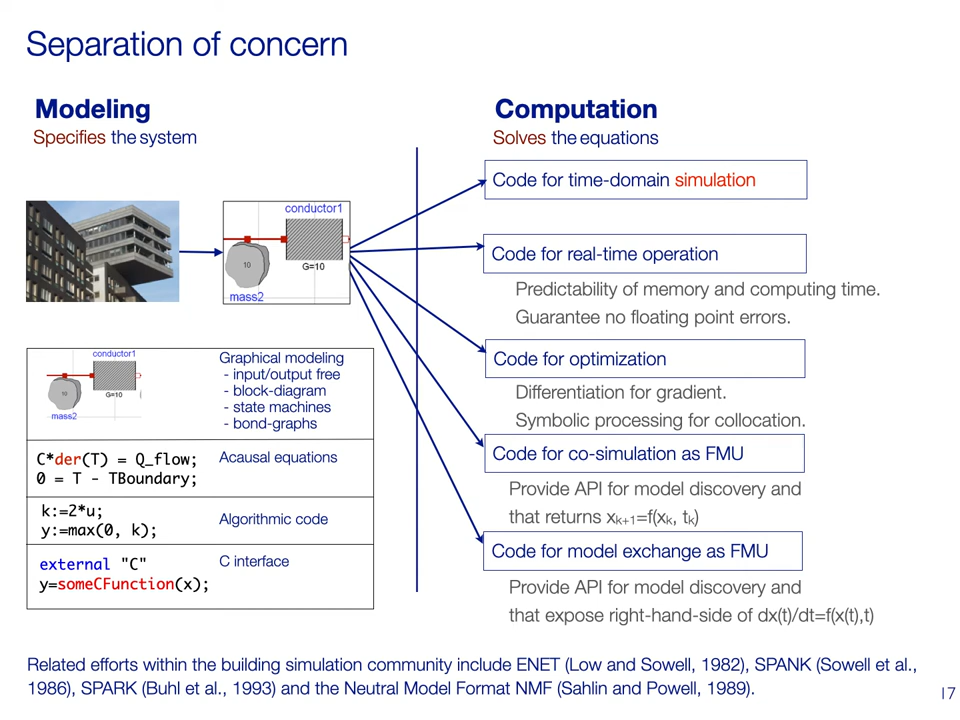 Separation of concern
Modeling
Specifies the system
Computation
Solves the equations
conductor1
10
G=10
mass2
conductor1
10
G=10
mass2
Graphical modeling
- input/output free
- block-diagram
- state machines
- bond-graphs
C*der(T) = Q_flow;
0 = T - TBoundary;
Acausal equations
k:=2*u;
y:=max(0, k);
Algorithmic code
external "C"
y=someCFunction(x);
C interface
Code for time-domain simulation
Code for real-time operation
Predictability of memory and computing time.
Guarantee no floating point errors.
Code for optimization
Differentiation for gradient.
Symbolic processing for collocation.
Code for co-simulation as FMU
Provide API for model discovery and
that returns xₖ₊₁=f(xₖ, tₖ)
Code for model exchange as FMU
Provide API for model discovery and
that expose right-hand-side of dx(t)/dt=f(x(t),t)
Related efforts within the building simulation community include ENET (Low and Sowell, 1982), SPANK (Sowell et al.,
1986), SPARK (Buhl et al., 1993) and the Neutral Model Format NMF (Sahlin and Powell, 1989).
17